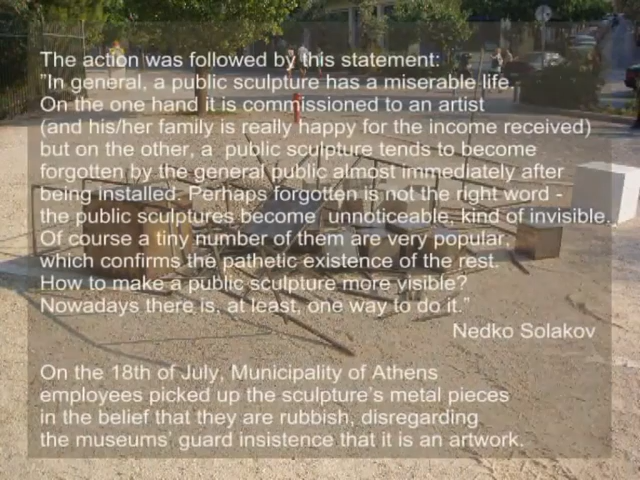 The action was followed by this statement:
"In general, a public sculpture has a miserable life.
On the one hand it is commissioned to an artist
(and his/her family is really happy for the income received)
but on the other, a public sculpture tends to become
forgotten by the general public almost immediately after
being installed. Perhaps forgotten is not the right word -
the public sculptures become unnoticeable, kind of invisible.
Of course a tiny number of them are very popular,
which confirms the pathetic existence of the rest.
How to make a public sculpture more visible?
Nowadays there is, at least, one way to do it."
Nedko Solakov
On the 18th of July, Municipality of Athens
employees picked up the sculpture's metal pieces
in the belief that they are rubbish, disregarding
the museums' guard insistence that it is an artwork.